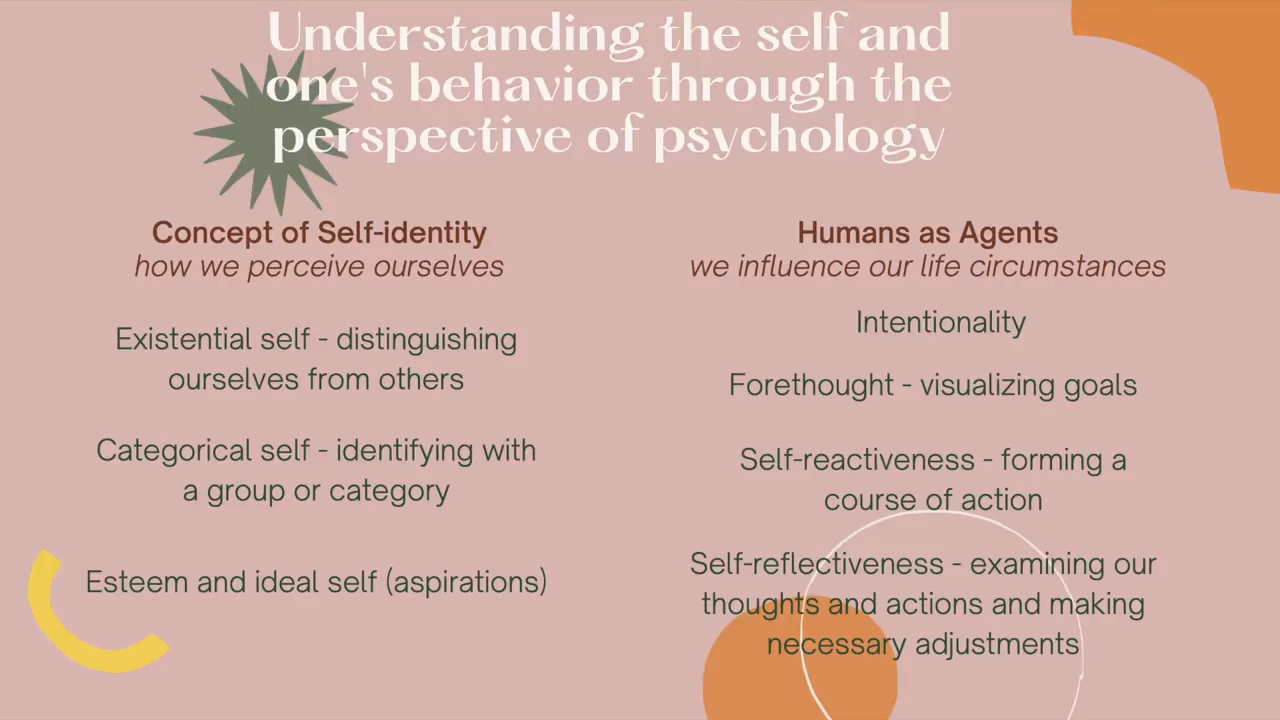 Understanding the self and
one's behavior through the
perspective of psychology
Concept of Self-identity
how we perceive ourselves
Existential self - distinguishing
ourselves from others
Categorical self - identifying with
a group or category
Esteem and ideal self (aspirations)
Humans as Agents
we influence our life circumstances
Intentionality
Forethought - visualizing goals
Self-reactiveness - forming a
course of action
Self-reflectiveness - examining our
thoughts and actions and making
necessary adjustments